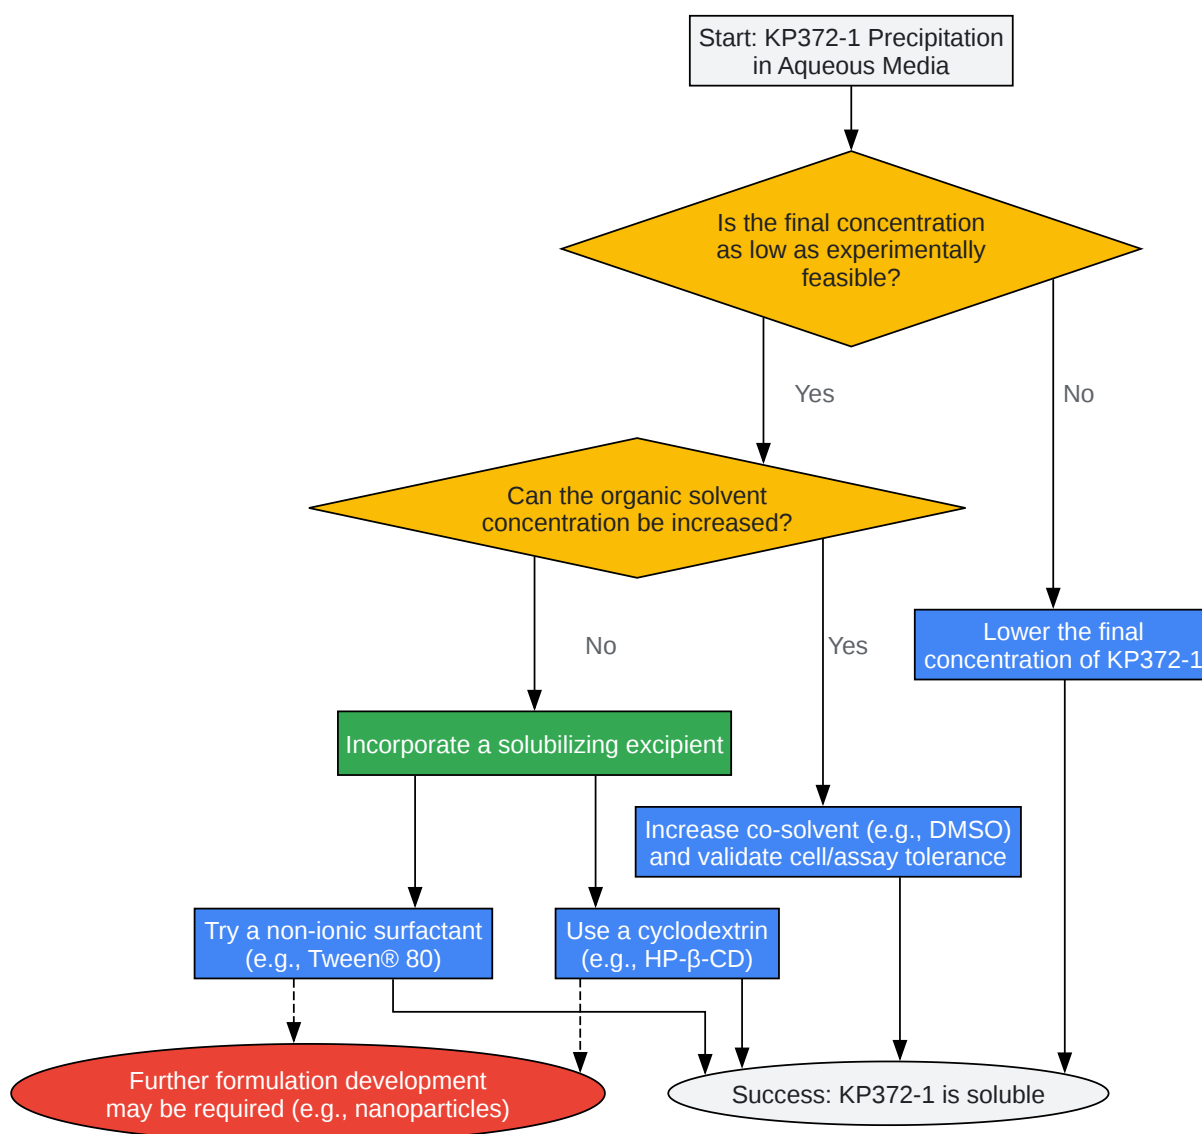 Start: KP372-1 Precipitation
in Aqueous Media
Is the final concentration
as low as experimentally
feasible?
Yes
No
Can the organic solvent
concentration be increased?
No
Yes
Lower the final
concentration of KP372-1
Incorporate a solubilizing excipient
Increase co-solvent (e.g., DMSO)
and validate cell/assay tolerance
Try a non-ionic surfactant
(e.g., Tween® 80)
Use a cyclodextrin
(e.g., HP-β-CD)
Further formulation development
may be required (e.g., nanoparticles)
Success: KP372-1 is soluble